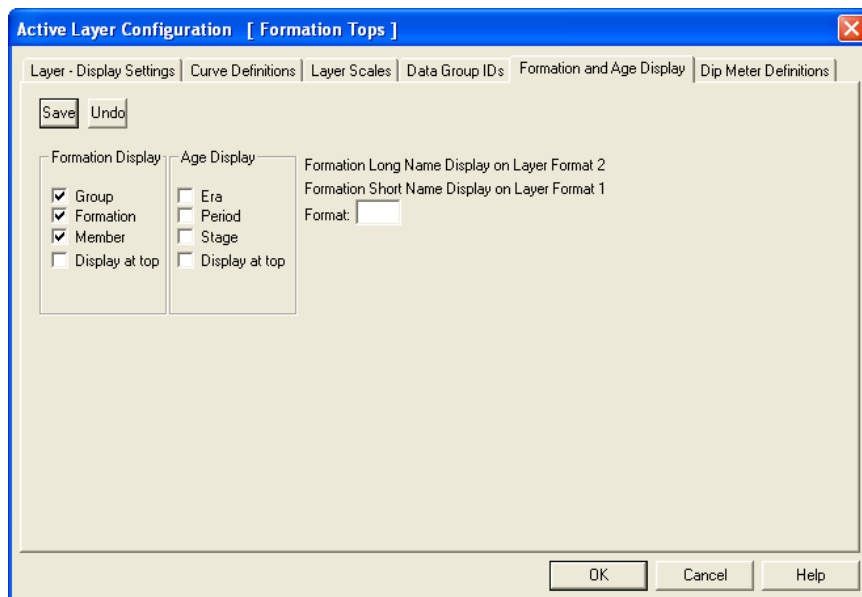 Active Layer Configuration [ Formation Tops ]
Layer - Display Settings Curve Definitions Layer Scales Data Group IDs Formation and Age Display Dip Meter Definitions
Save Undo
Formation Display Age Display
Formation Long Name Display on Layer Format 2
Group Era
Formation Short Name Display on Layer Format 1
Formation Period
Format:
Member Stage
Display at top Display at top
OK Cancel Help